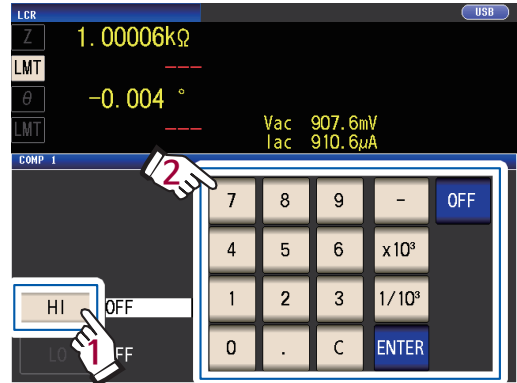 LCR USB
Z 1.00006kΩ
LMT ---
θ -0.004 °
LMT ---
Vac 907.6mV
Iac 910.6μA
COMP 1
2
7 8 9 - OFF
4 5 6 x10³
1 2 3 1/10³
0 . C ENTER
HI OFF
1
LO FF